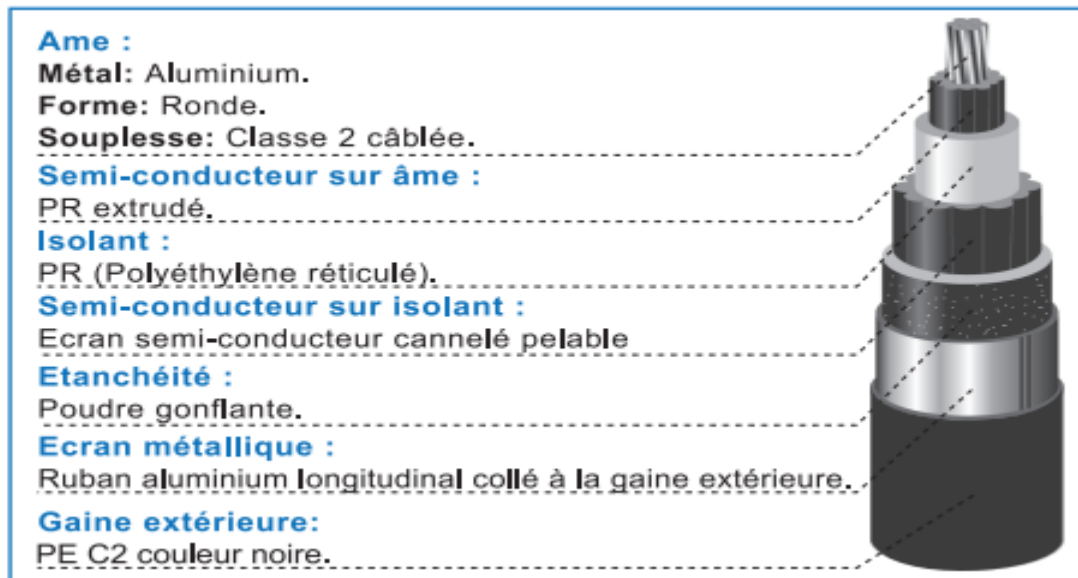 Ame :
Métal: Aluminium.
Forme: Ronde.
Souplesse: Classe 2 câblée.
Semi-conducteur sur âme :
PR extrudé.
Isolant :
PR (Polyéthylène réticulé).
Semi-conducteur sur isolant :
Ecran semi-conducteur cannelé pelable
Etanchéité :
Poudre gonflante.
Ecran métallique :
Ruban aluminium longitudinal collé à la gaine extérieure.
Gaine extérieure:
PE C2 couleur noire.